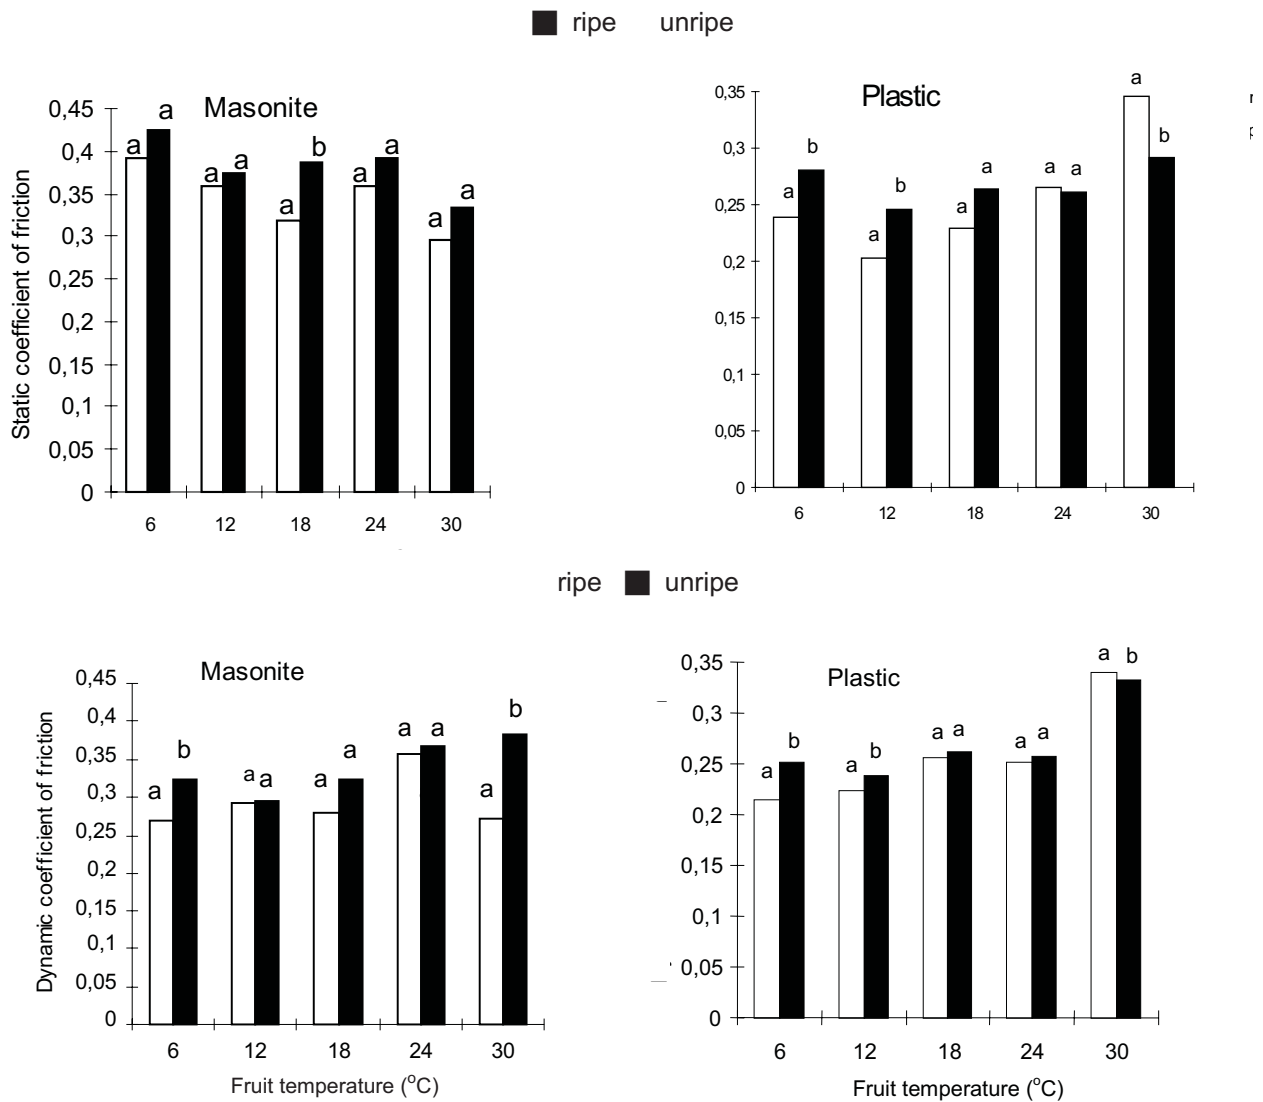 ripe unripe
Masonite
Static coefficient of friction
0,45
0,4
0,35
0,3
0,25
0,2
0,15
0,1
0,05
0
a a a a a b a a a a
6 12 18 24 30
Plastic
0,35
0,3
0,25
0,2
0,15
0,1
0,05
0
a b a b a a a a a b
6 12 18 24 30
ripe unripe
Masonite
Dynamic coefficient of friction
0,45
0,4
0,35
0,3
0,25
0,2
0,15
0,1
0,05
0
a b a a a a a a a b
6 12 18 24 30
Fruit temperature (°C)
Plastic
0,35
0,3
0,25
0,2
0,15
0,1
0,05
0
a b a b a a a a a b
6 12 18 24 30
Fruit temperature (°C)